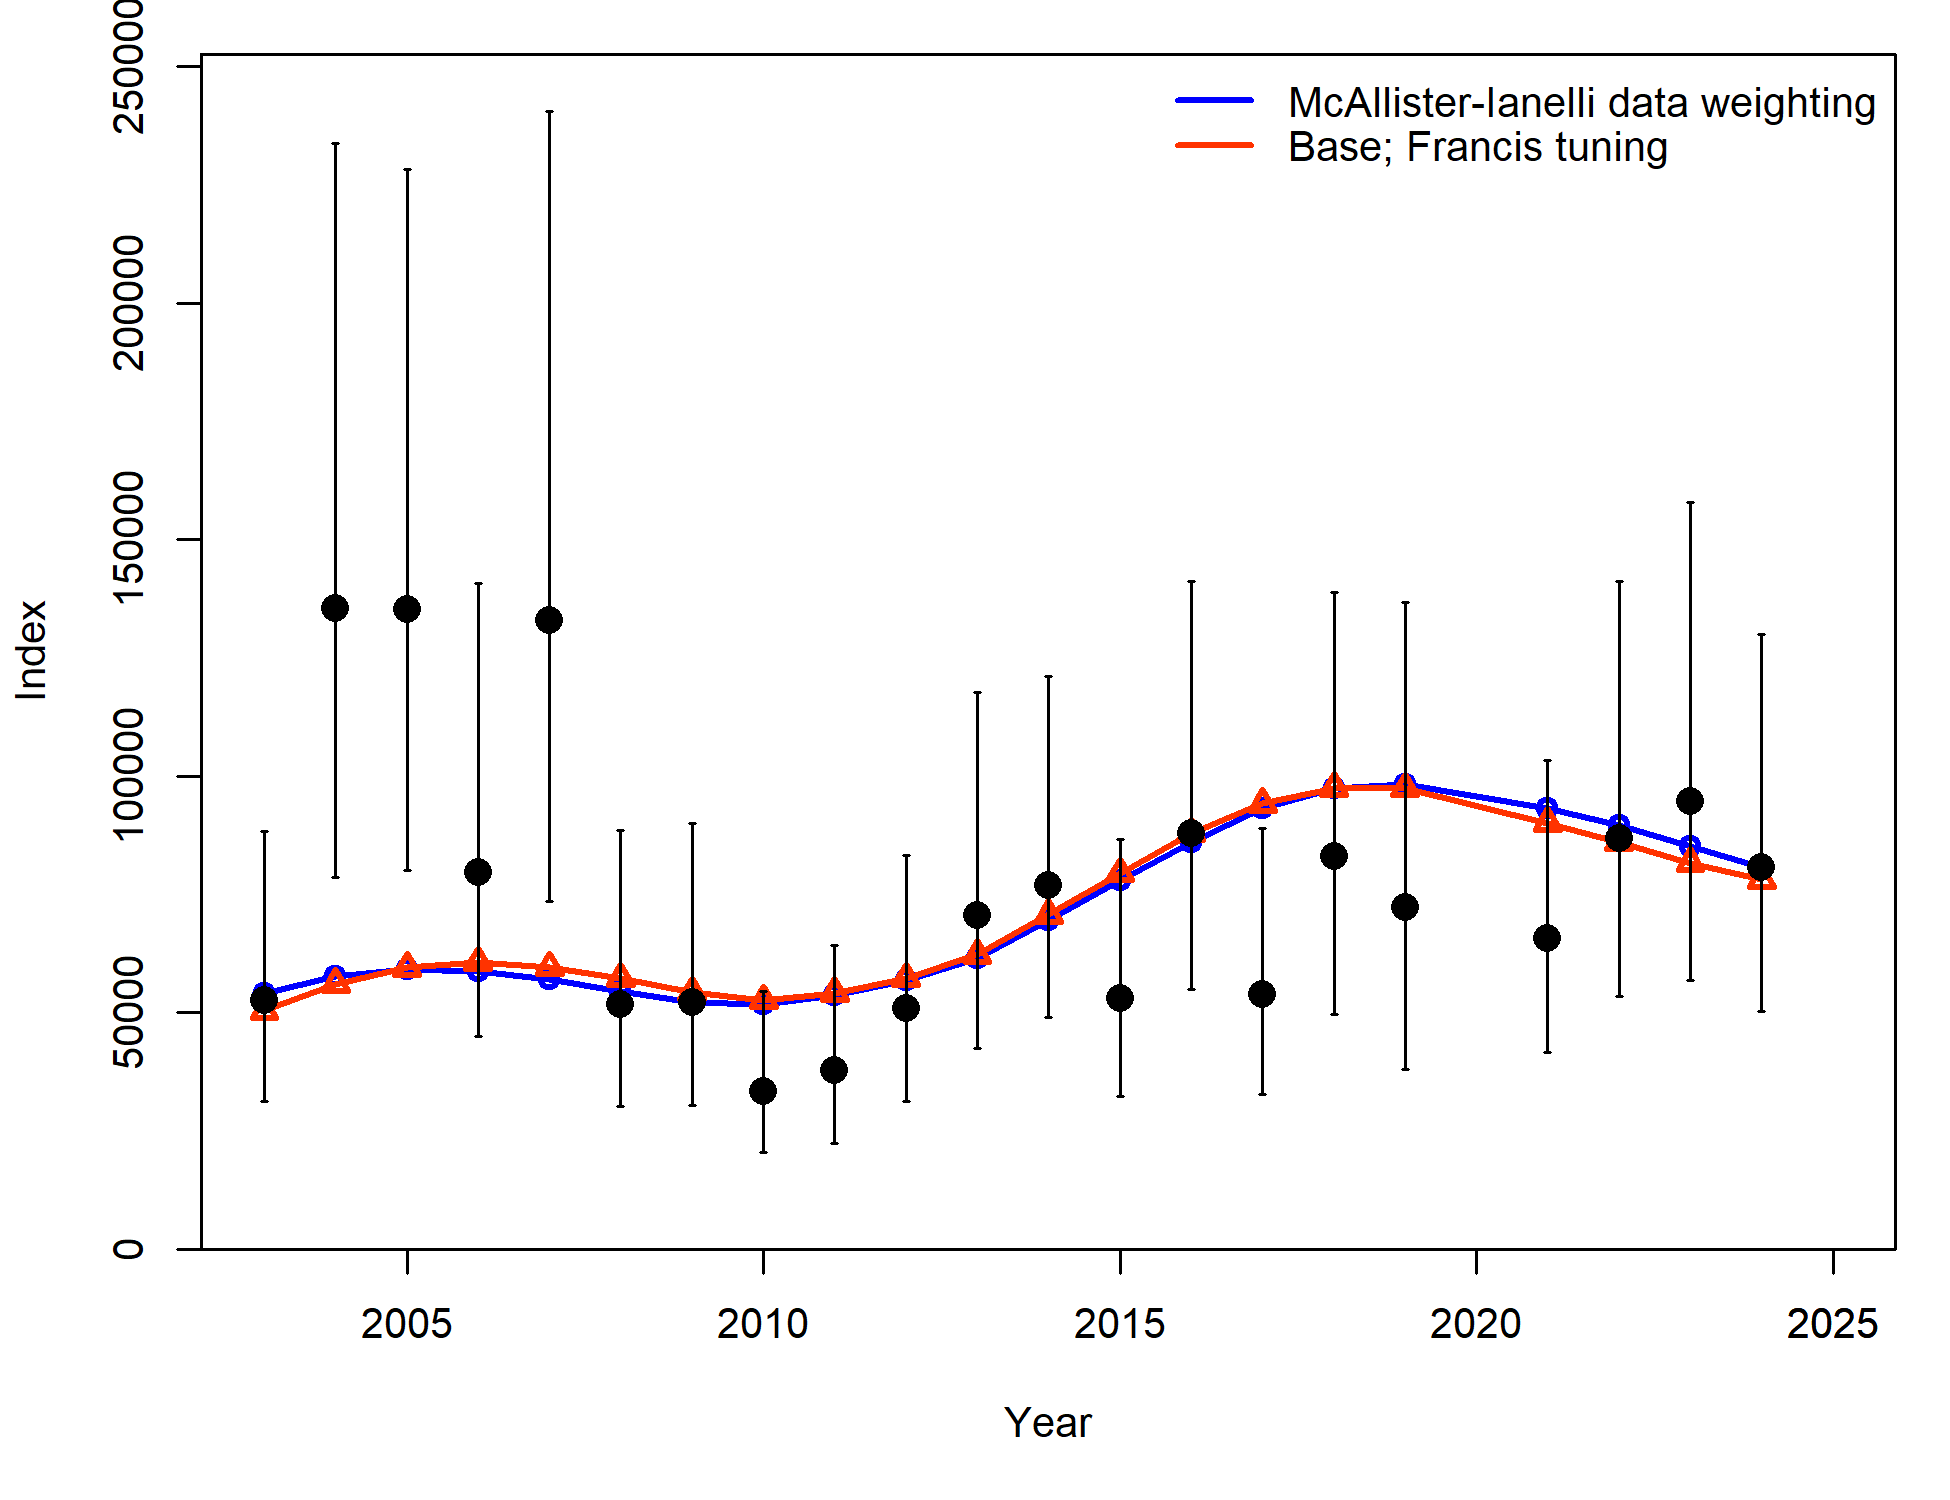 McAllister-Ianelli data weighting
Base; Francis tuning
250000
200000
150000
100000
50000
0
Index
2005 2010 2015 2020 2025
Year